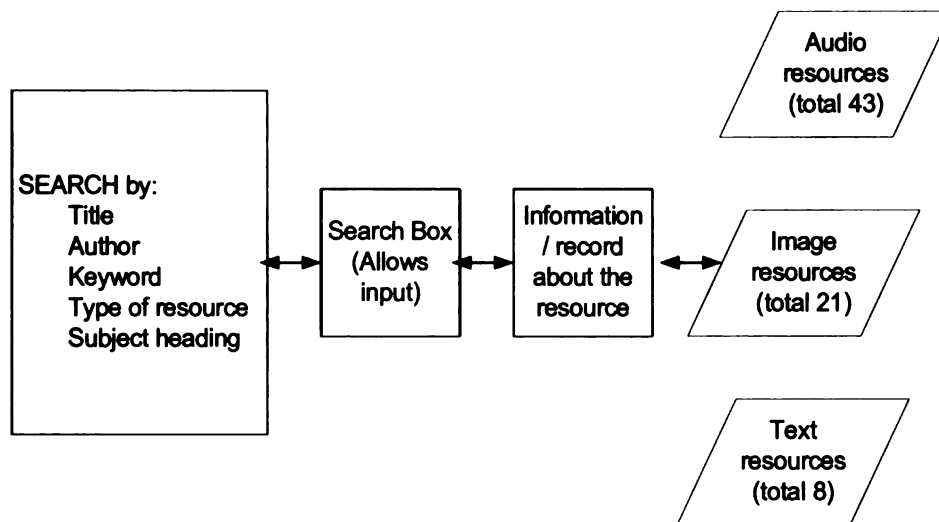 SEARCH by:
Title
Author
Keyword
Type of resource
Subject heading
Search Box
(Allows
input)
Information
/ record
about the
resource
Audio
resources
(total 43)
Image
resources
(total 21)
Text
resources
(total 8)